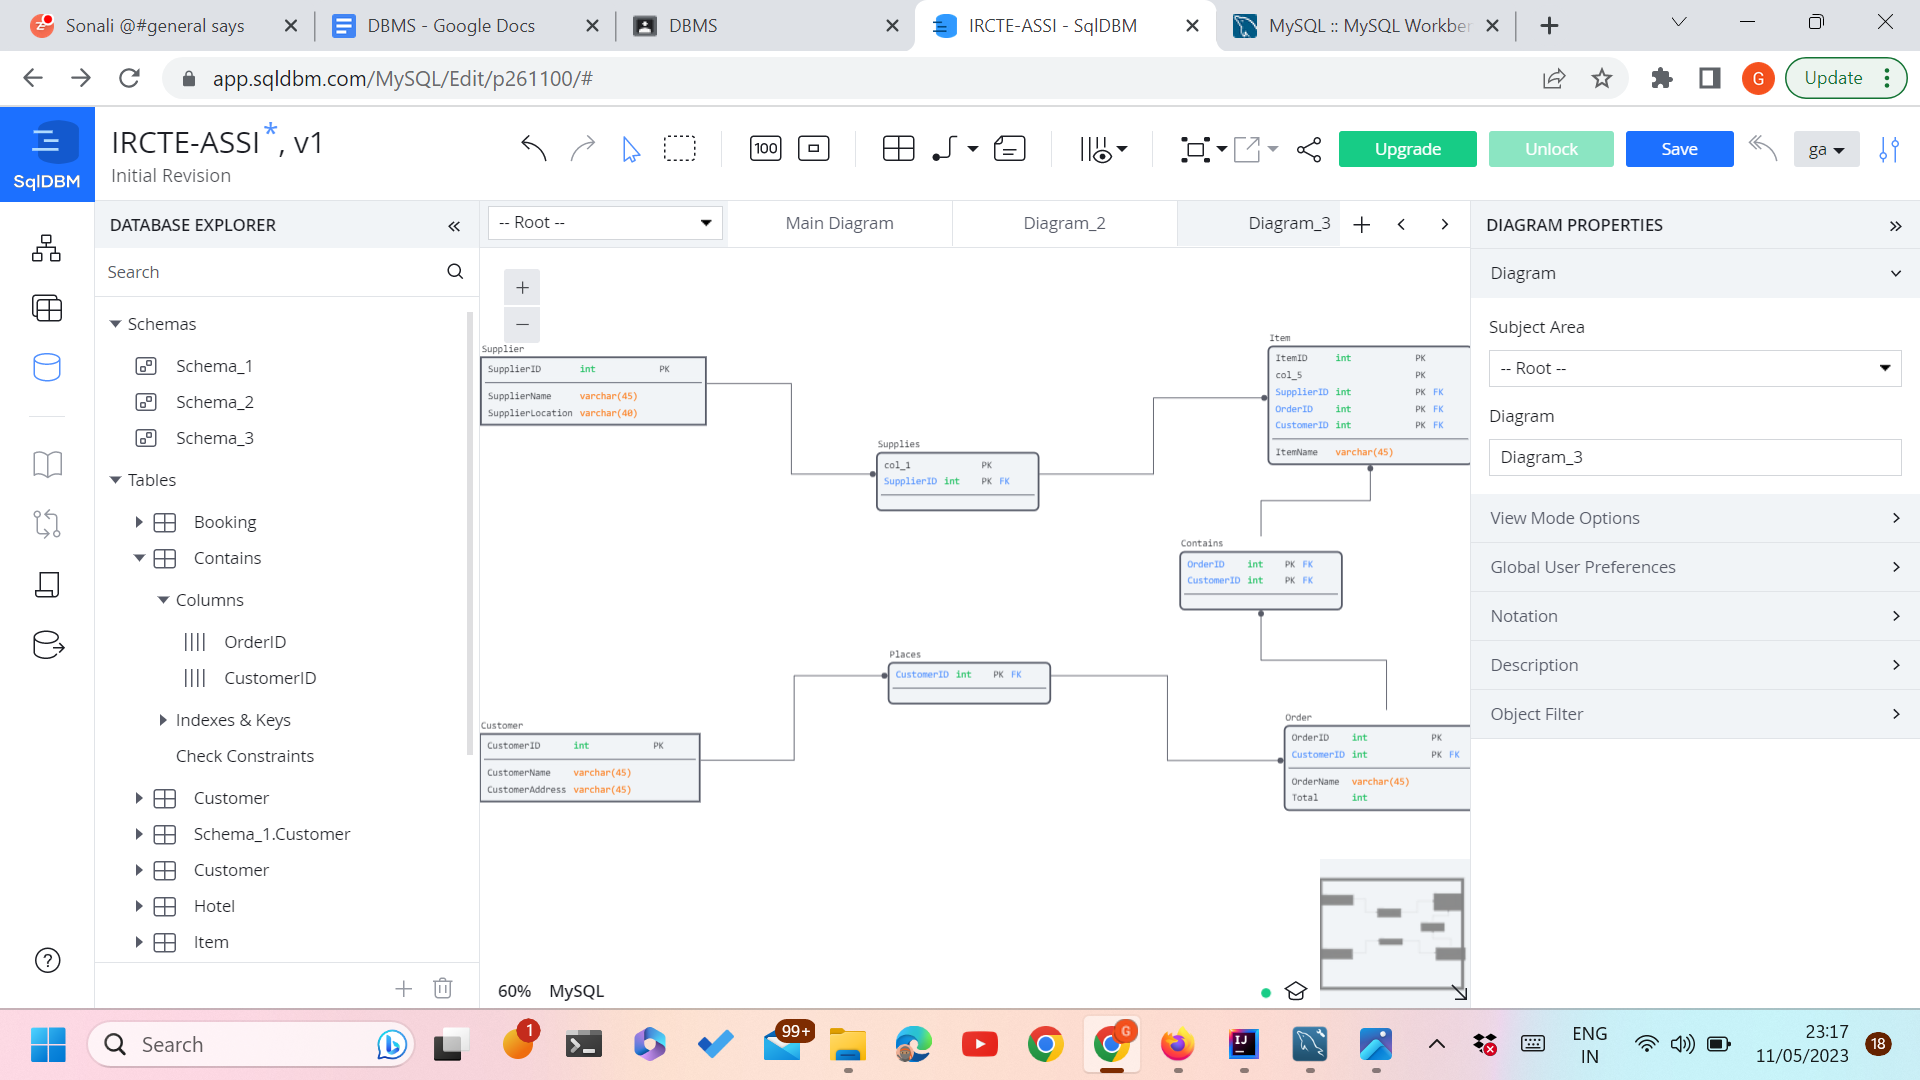 Sonali @#general says
DBMS - Google Docs
DBMS
IRCTE-ASSI - SqlDBM
MySQL :: MySQL Workber
app.sqldbm.com/MySQL/Edit/p261100/#
G
Update
SqlDBM
IRCTE-ASSI*, v1
Initial Revision
100
Upgrade
Unlock
Save
ga
DATABASE EXPLORER
-- Root --
Main Diagram
Diagram_2
Diagram_3
DIAGRAM PROPERTIES
Search
Schemas
Schema_1
Schema_2
Schema_3
Tables
Booking
Contains
Columns
OrderID
CustomerID
Indexes & Keys
Check Constraints
Customer
Schema_1.Customer
Customer
Hotel
Item
Supplier
SupplierID int PK
SupplierName varchar(45)
SupplierLocation varchar(40)
Supplies
col_1 PK
SupplierID int PK FK
Item
ItemID int PK
col_5 PK
SupplierID int PK FK
OrderID int PK FK
CustomerID int PK FK
ItemName varchar(45)
Contains
OrderID int PK FK
CustomerID int PK FK
Places
CustomerID int PK FK
Customer
CustomerID int PK
CustomerName varchar(45)
CustomerAddress varchar(45)
Order
OrderID int PK
CustomerID int PK FK
OrderName varchar(45)
Total int
60% MySQL
Diagram
Subject Area
-- Root --
Diagram
Diagram_3
View Mode Options
Global User Preferences
Notation
Description
Object Filter
Search
1
99+
G
IJ
ENG
IN
23:17
11/05/2023
18